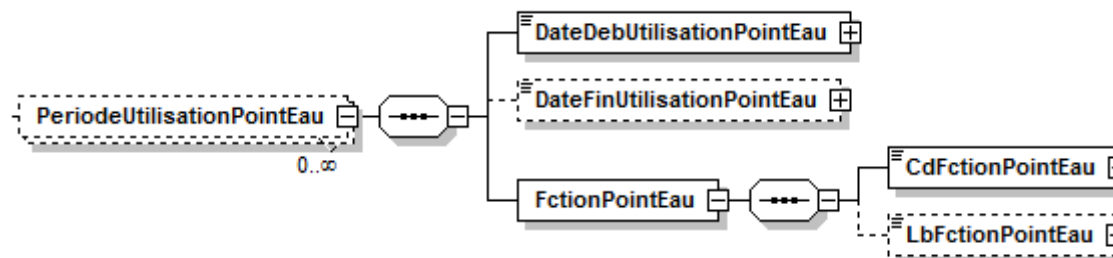 DateDebUtilisationPointEau
DateFinUtilisationPointEau
PeriodeUtilisationPointEau
0..∞
FctionPointEau
CdFctionPointEau
LbFctionPointEau